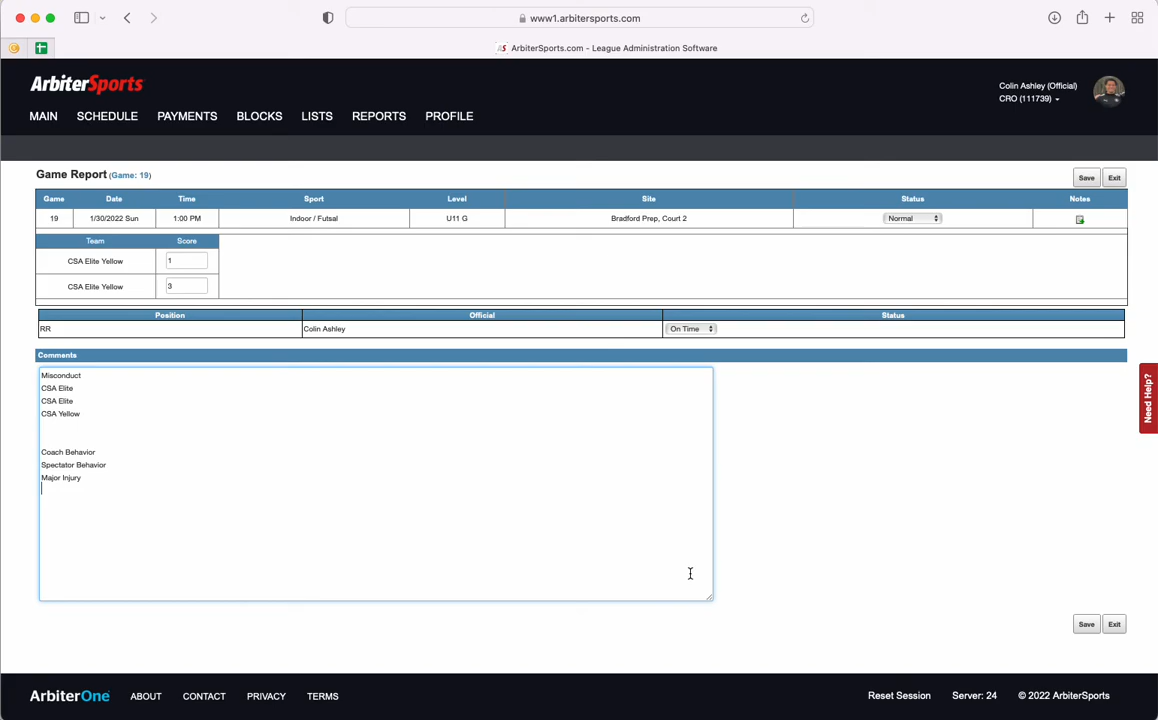 www1.arbitersports.com
ArbiterSports.com - League Administration Software
ArbiterSports
Colin Ashley (Official)
CRO (111739)
MAIN SCHEDULE PAYMENTS BLOCKS LISTS REPORTS PROFILE
Game Report (Game: 19)
Save Exit
Game Date Time Sport Level Site Status Notes
19 1/30/2022 Sun 1:00 PM Indoor / Futsal U11 G Bradford Prep, Court 2 Normal
Team Score
CSA Elite Yellow 1
CSA Elite Yellow 3
Position Official Status
RR Colin Ashley On Time
Comments
Misconduct
CSA Elite
CSA Elite
CSA Yellow
Coach Behavior
Spectator Behavior
Major Injury
Need Help?
Save Exit
ArbiterOne ABOUT CONTACT PRIVACY TERMS Reset Session Server: 24 © 2022 ArbiterSports